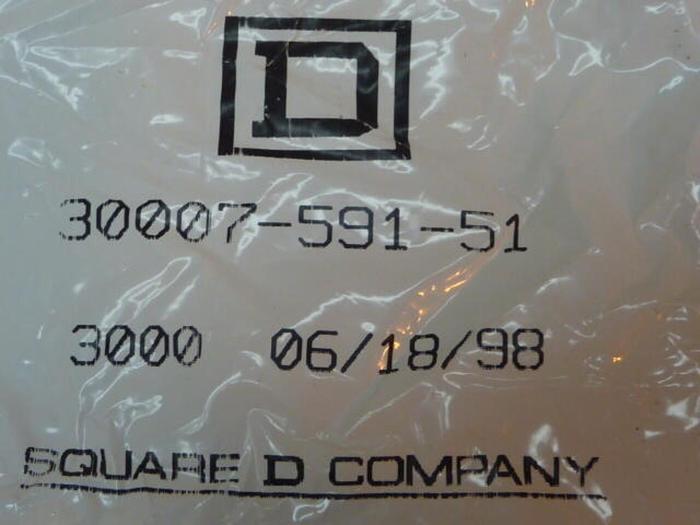 D
30007-591-51
3000 06/18/98
SQUARE D COMPANY